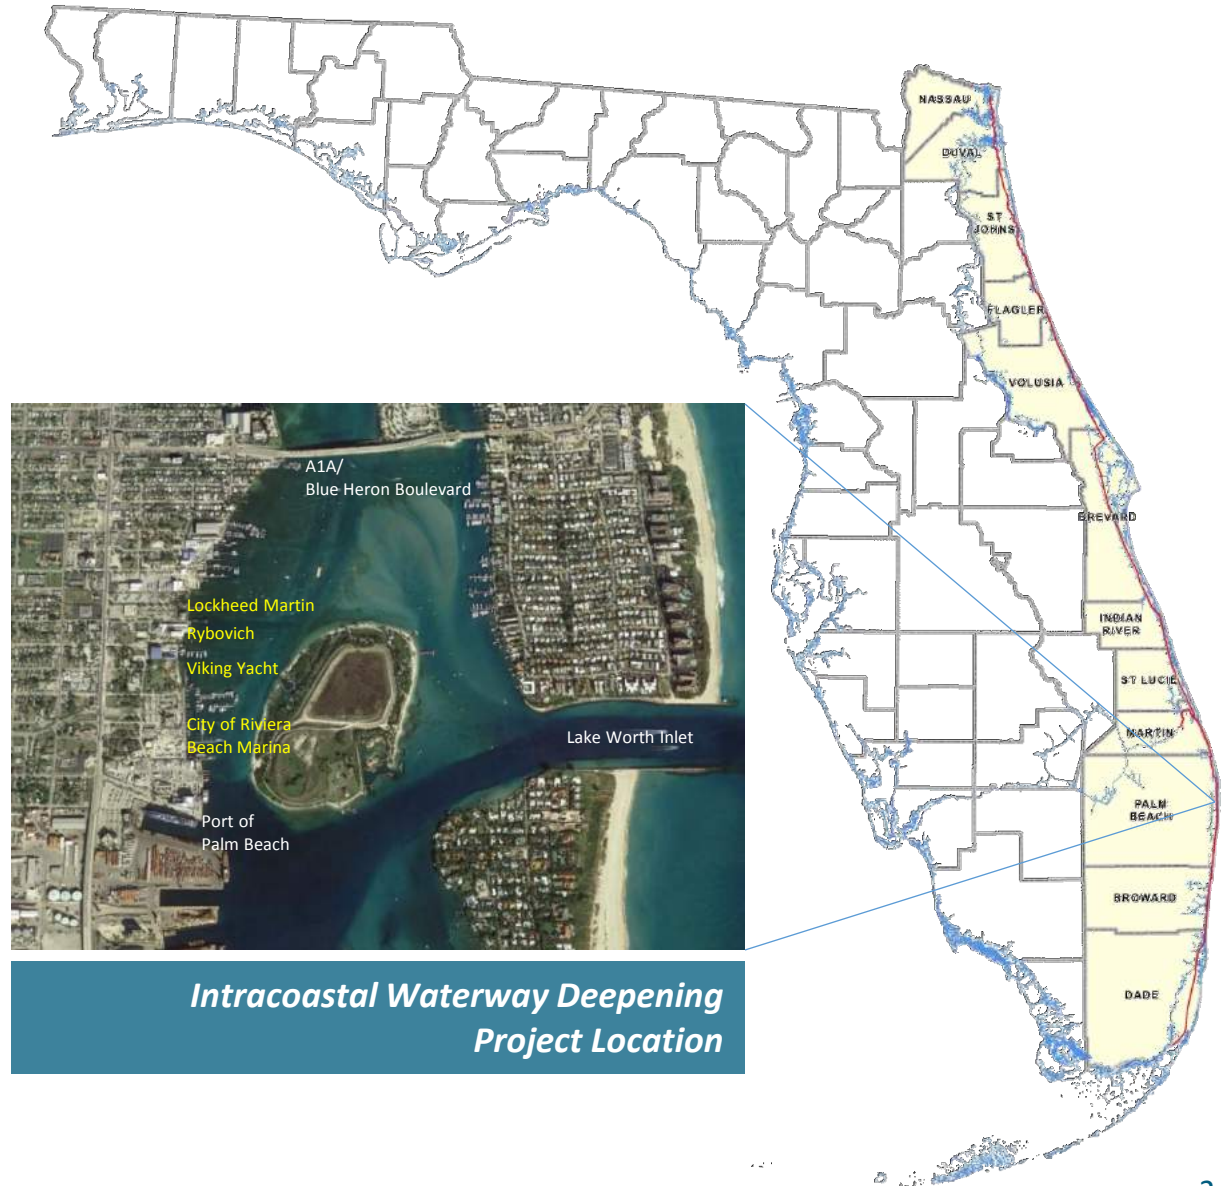 NASSAU
DUVAL
ST
JOHNS
FLAGLER
VOLUSIA
BREVARD
INDIAN
RIVER
ST LUCIE
MARTIN
PALM
BEACH
BROWARD
DADE
A1A/
Blue Heron Boulevard
Lockheed Martin
Rybovich
Viking Yacht
City of Riviera
Beach Marina
Lake Worth Inlet
Port of
Palm Beach
Intracoastal Waterway Deepening
Project Location